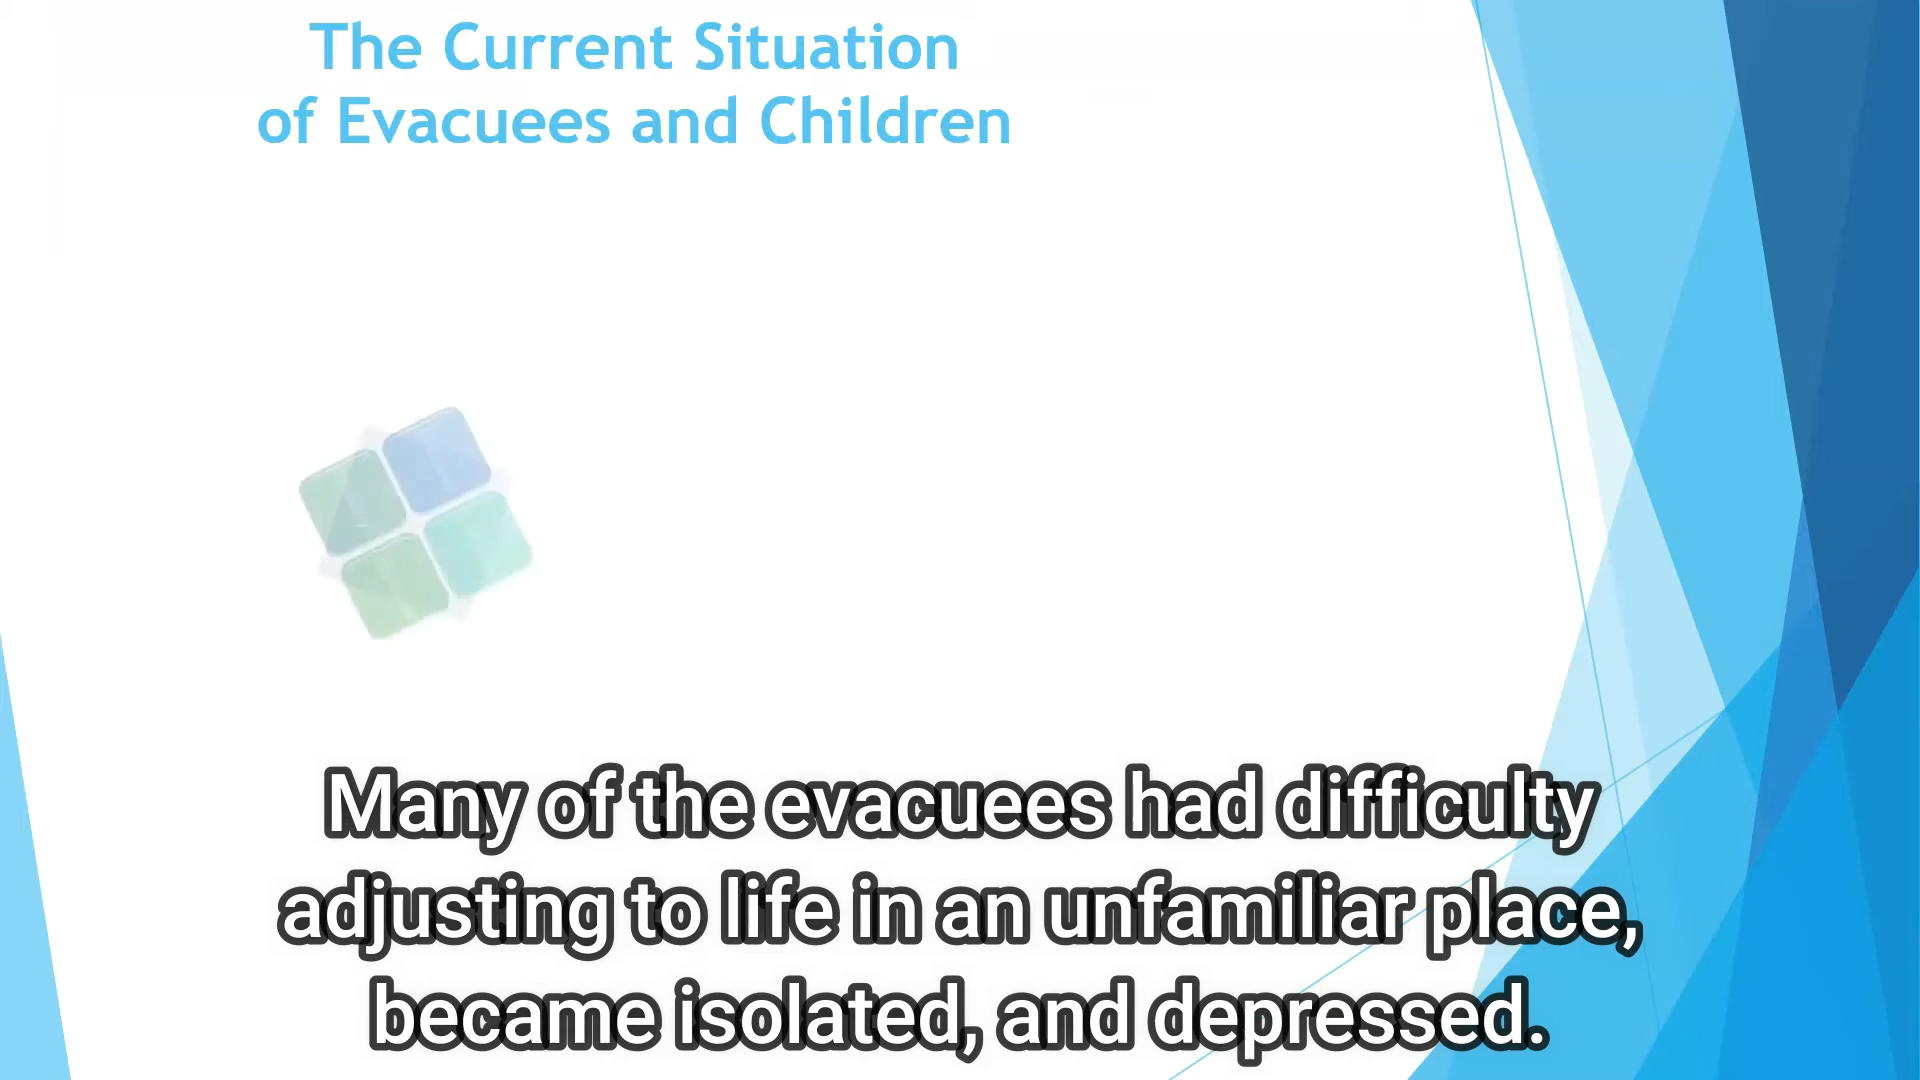 The Current Situation
of Evacuees and Children
Many of the evacuees had difficulty
adjusting to life in an unfamiliar place,
became isolated, and depressed.